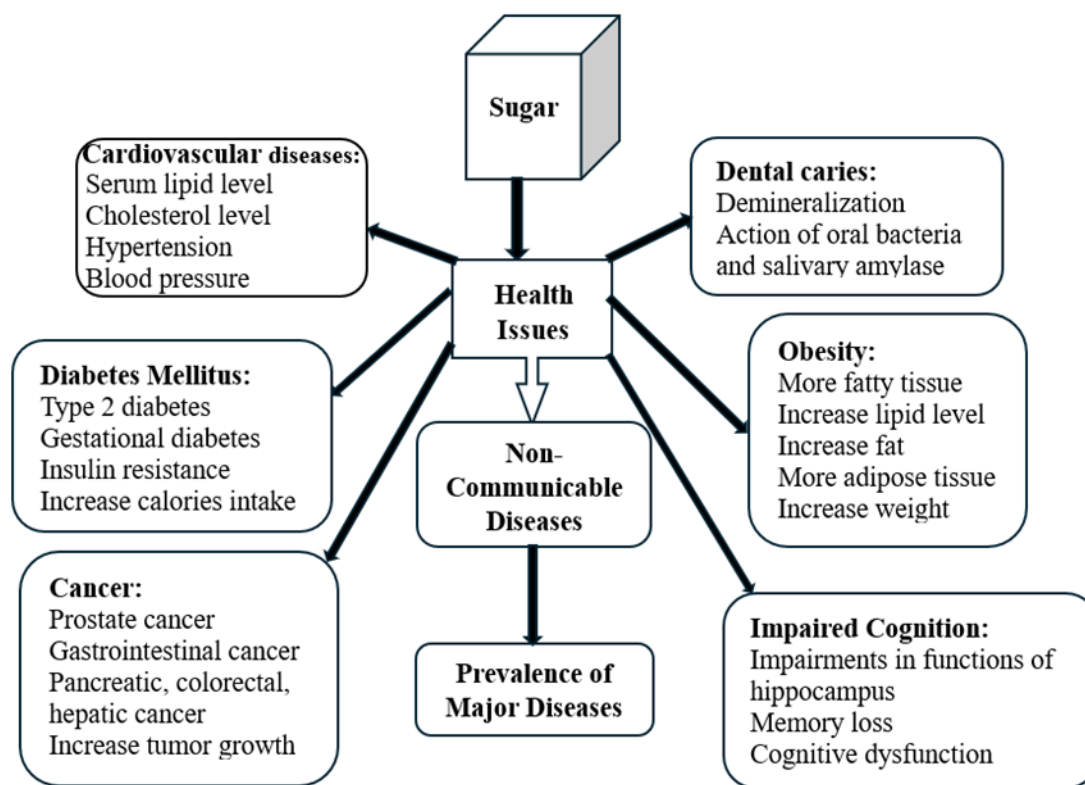 Sugar
Cardiovascular diseases:
Serum lipid level
Cholesterol level
Hypertension
Blood pressure
Dental caries:
Demineralization
Action of oral bacteria
and salivary amylase
Health
Issues
Diabetes Mellitus:
Type 2 diabetes
Gestational diabetes
Insulin resistance
Increase calories intake
Obesity:
More fatty tissue
Increase lipid level
Increase fat
More adipose tissue
Increase weight
Non-
Communicable
Diseases
Cancer:
Prostate cancer
Gastrointestinal cancer
Pancreatic, colorectal,
hepatic cancer
Increase tumor growth
Prevalence of
Major Diseases
Impaired Cognition:
Impairments in functions of
hippocampus
Memory loss
Cognitive dysfunction